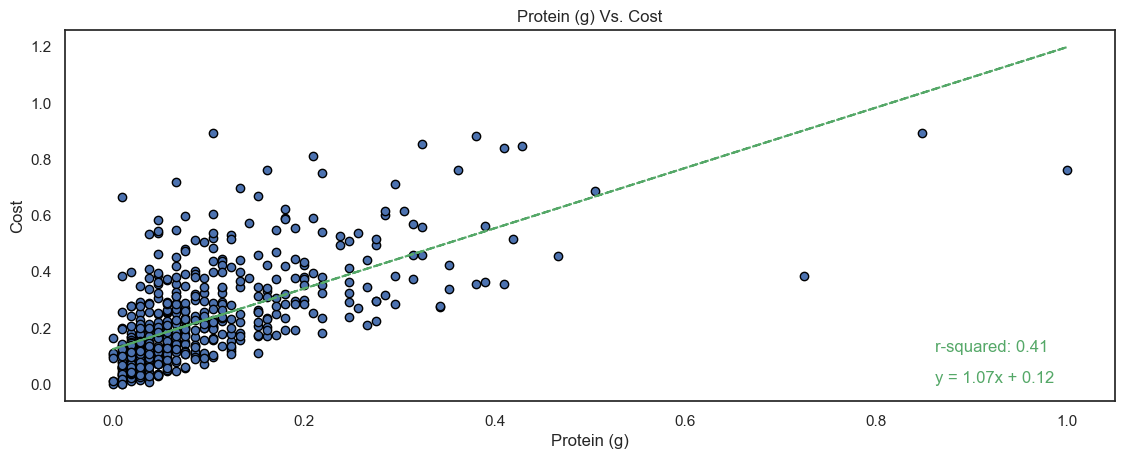 Protein (g) Vs. Cost
1.2
1.0
0.8
0.6
0.4
0.2
0.0
Cost
r-squared: 0.41
y = 1.07x + 0.12
0.0 0.2 0.4 0.6 0.8 1.0
Protein (g)